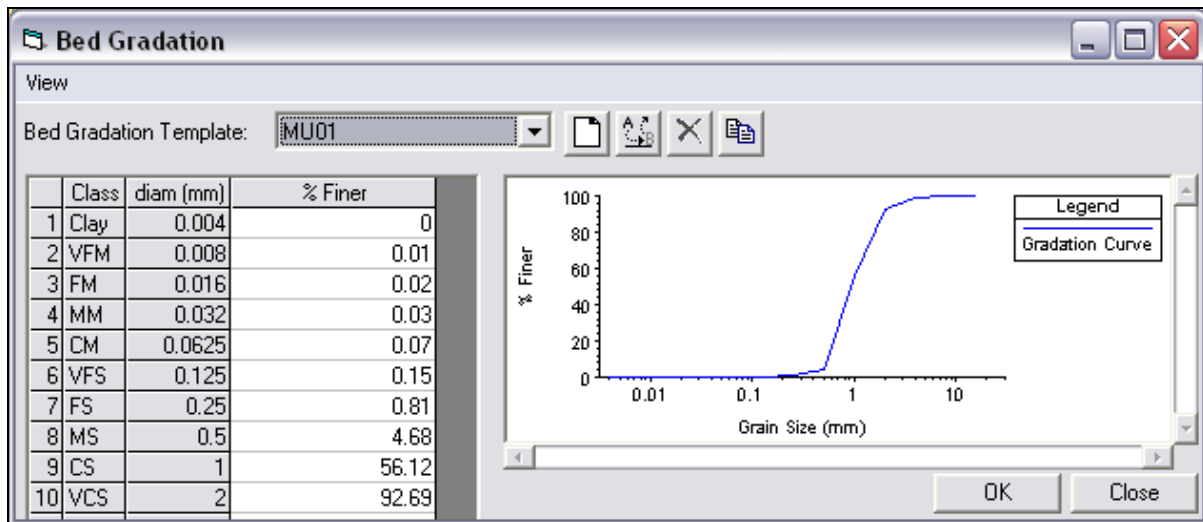 Bed Gradation
View
Bed Gradation Template: MU01
Class diam (mm) % Finer
1 Clay 0.004 0
2 VFM 0.008 0.01
3 FM 0.016 0.02
4 MM 0.032 0.03
5 CM 0.0625 0.07
6 VFS 0.125 0.15
7 FS 0.25 0.81
8 MS 0.5 4.68
9 CS 1 56.12
10 VCS 2 92.69
% Finer
100
80
60
40
20
0
0.01 0.1 1 10
Grain Size (mm)
Legend
Gradation Curve
OK Close